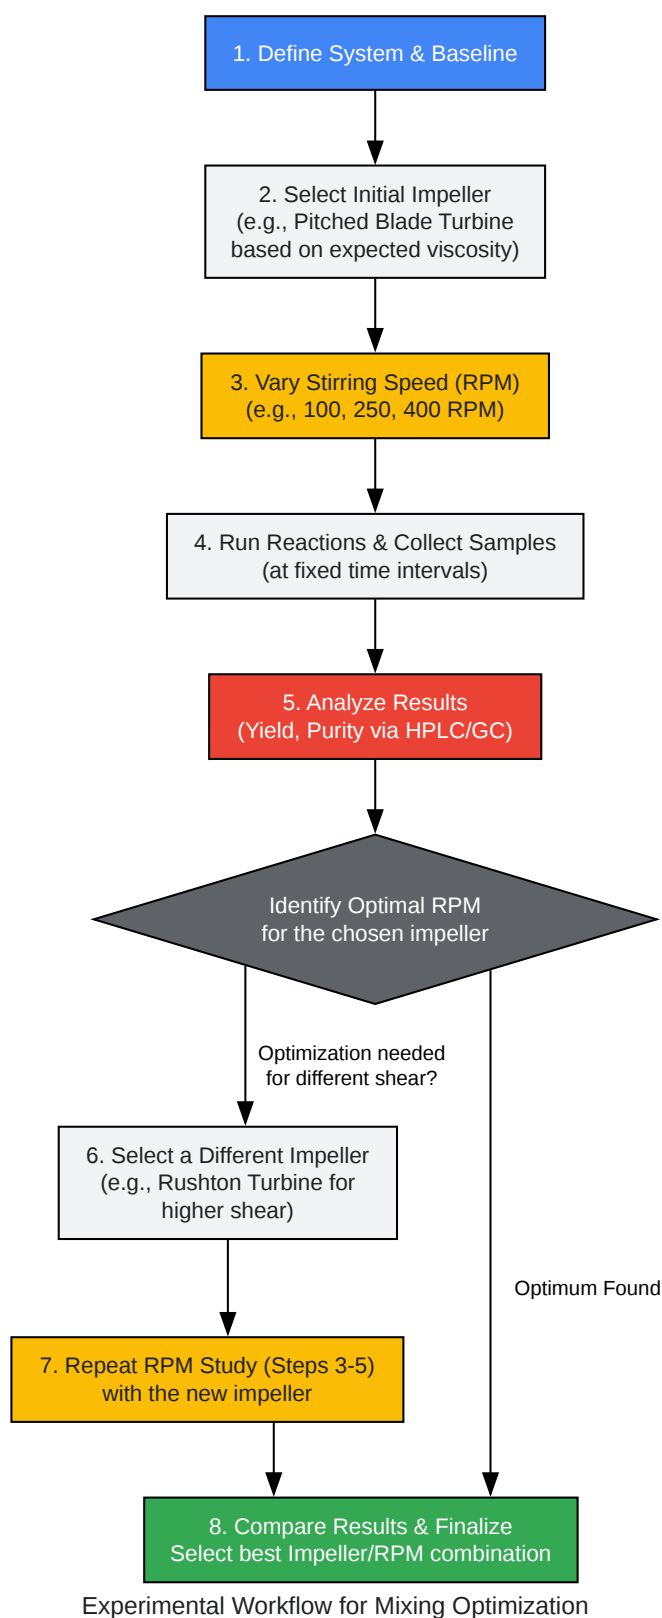 1. Define System & Baseline
2. Select Initial Impeller
(e.g., Pitched Blade Turbine
based on expected viscosity)
3. Vary Stirring Speed (RPM)
(e.g., 100, 250, 400 RPM)
4. Run Reactions & Collect Samples
(at fixed time intervals)
5. Analyze Results
(Yield, Purity via HPLC/GC)
Identify Optimal RPM
for the chosen impeller
Optimization needed
for different shear?
6. Select a Different Impeller
(e.g., Rushton Turbine for
higher shear)
Optimum Found
7. Repeat RPM Study (Steps 3-5)
with the new impeller
8. Compare Results & Finalize
Select best Impeller/RPM combination
Experimental Workflow for Mixing Optimization